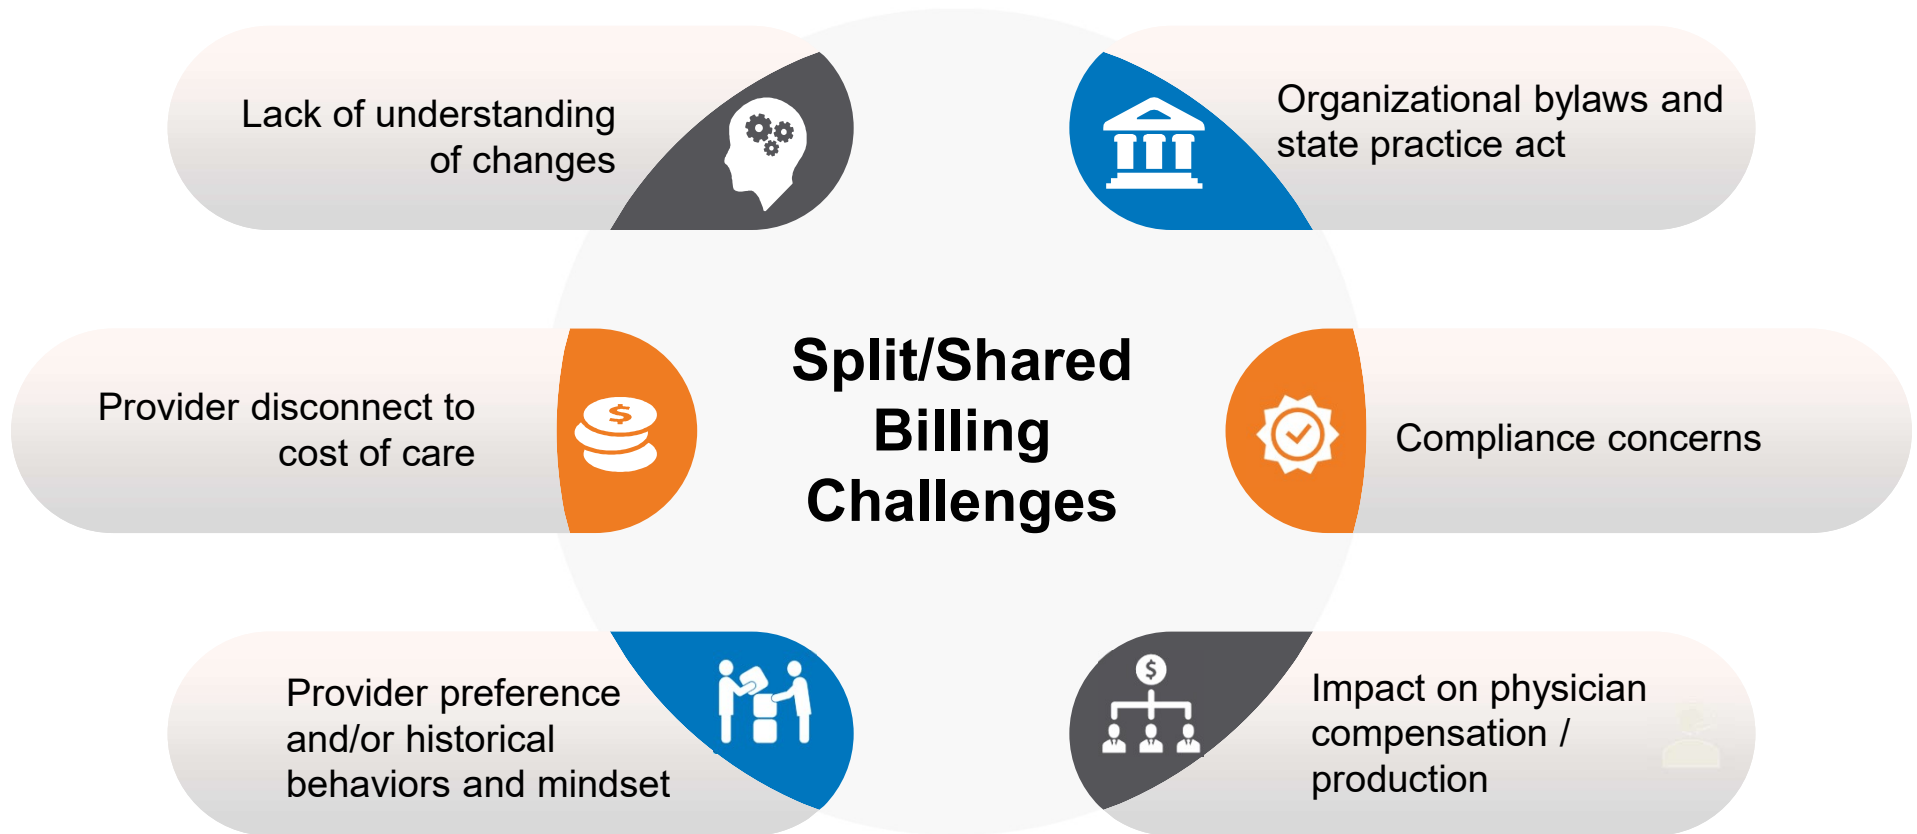 Lack of understanding
of changes
Organizational bylaws and
state practice act
Split/Shared
Billing
Challenges
Provider disconnect to
cost of care
$
Compliance concerns
Provider preference
and/or historical
behaviors and mindset
$
Impact on physician
compensation /
production